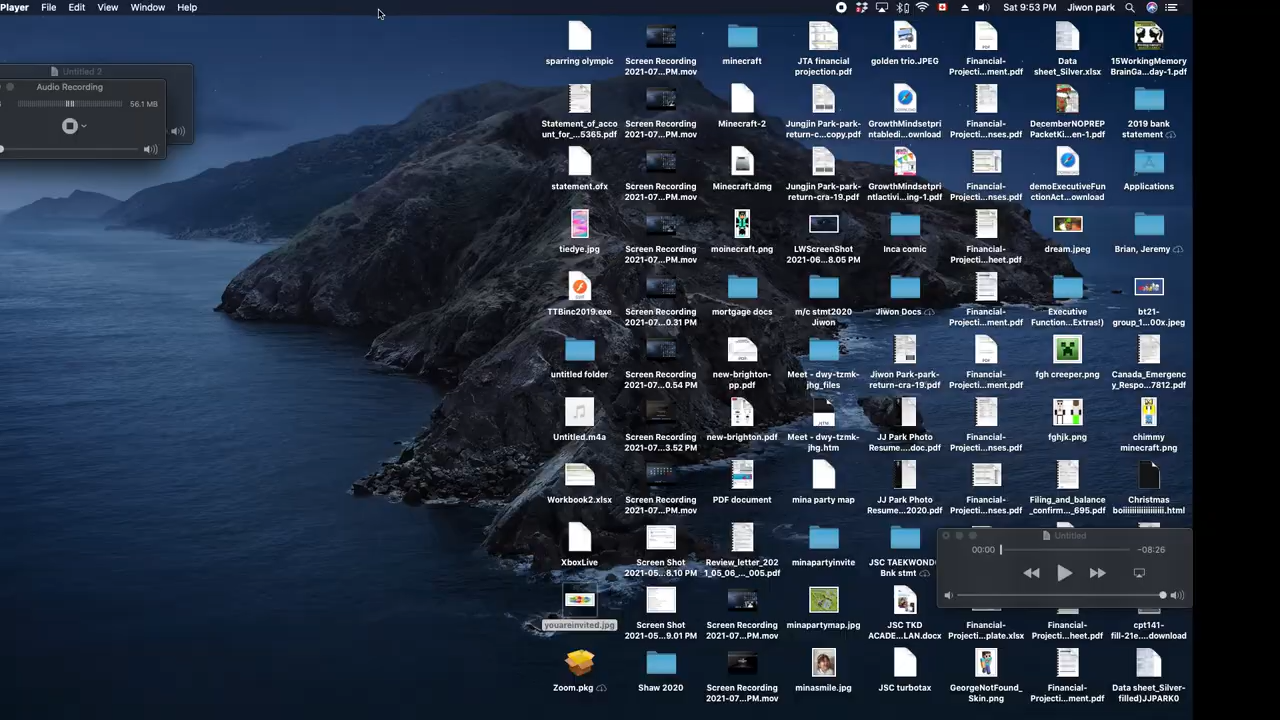 Player File Edit View Window Help
Sat 9:53 PM Jiwon park
Untitled 2
Audio Recording
56.1 MB
sparring olympic
Screen Recording
2021-07...PM.mov
minecraft
JTA financial
projection.pdf
golden trio.JPEG
Financial-
Projecti...ment.pdf
Data
sheet_Silver.xlsx
15WorkingMemory
BrainGa...day-1.pdf
Statement_of_acco
unt_for_...5365.pdf
Screen Recording
2021-07...PM.mov
Minecraft-2
Jungjin Park-park-
return-c...copy.pdf
GrowthMindsetpri
ntabledi...ownload
Financial-
Projecti...nses.pdf
DecemberNOPREP
PacketKi...en-1.pdf
2019 bank
statement
statement.ofx
Screen Recording
2021-07...PM.mov
Minecraft.dmg
Jungjin Park-park-
return-cra-19.pdf
GrowthMindsetpri
ntlactivi...ing-1.pdf
Financial-
Projecti...nses.pdf
demoExecutiveFun
ctionAct...ownload
Applications
tiedye.jpg
Screen Recording
2021-07...PM.mov
moinecraft.png
LWScreenShot
2021-06...8.05 PM
Inca comic
Financial-
Projecti...heet.pdf
dream.jpeg
Brian, Jeremy
TTBinc2019.exe
Screen Recording
2021-07...0.31 PM
mortgage docs
m/c stmt2020
Jiwon
Jiwon Docs
Financial-
Projecti...ment.pdf
Executive
Function...Extras!)
bt21-
group_1...00x.jpeg
untitled folder
Screen Recording
2021-07...0.54 PM
new-brighton-
pp.pdf
Meet - dwy-tzmk-
jhg_files
Jiwon Park-park-
return-cra-19.pdf
Financial-
Projecti...ment.pdf
fgh creeper.png
Canada_Emergenc
y_Respo...7812.pdf
Untitled.m4a
Screen Recording
2021-07...3.52 PM
new-brighton.pdf
Meet - dwy-tzmk-
jhg.htm
JJ Park Photo
Resume...doc.pdf
Financial-
Projecti...ment.pdf
fghjk.png
chimmy
minecraft.png
Workbook2.xlsx
Screen Recording
2021-07...PM.mov
PDF document
mina party map
JJ Park Photo
Resume...2020.pdf
Financial-
Projecti...nses.pdf
Filing_and_balance
_confirm..._695.pdf
Christmas
XboxLive
Screen Shot
2021-05...8.10 PM
Review_letter_202
1_05_06_..._005.pdf
minapartyinvite
JSC TAEKWONDO
Bnk stmt
Untitled
00:00 -08:26
youareinvited.jpg
Screen Shot
2021-05...9.01 PM
Screen Recording
2021-07...PM.mov
minapartymap.jpg
JSC TKD
ACADE...LAN.docx
Financial-
Projecti...plate.xlsx
Financial-
Projecti...heet.pdf
cpt141-
fill-21e....download
Zoom.pkg
Shaw 2020
Screen Recording
2021-07...PM.mov
minasmile.jpg
JSC turbotax
GeorgeNotFound_
Skin.png
Financial-
Projecti...ment.pdf
Data sheet_Silver-
filled)JJPARK0